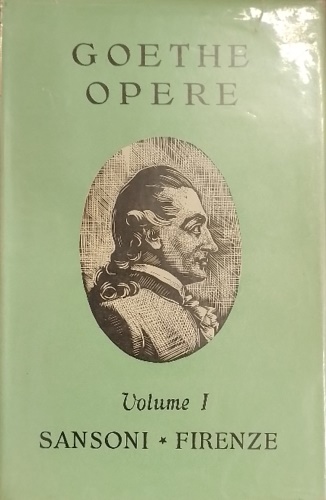 GOETHE
OPERE
Volume I
SANSONI ★ FIRENZE